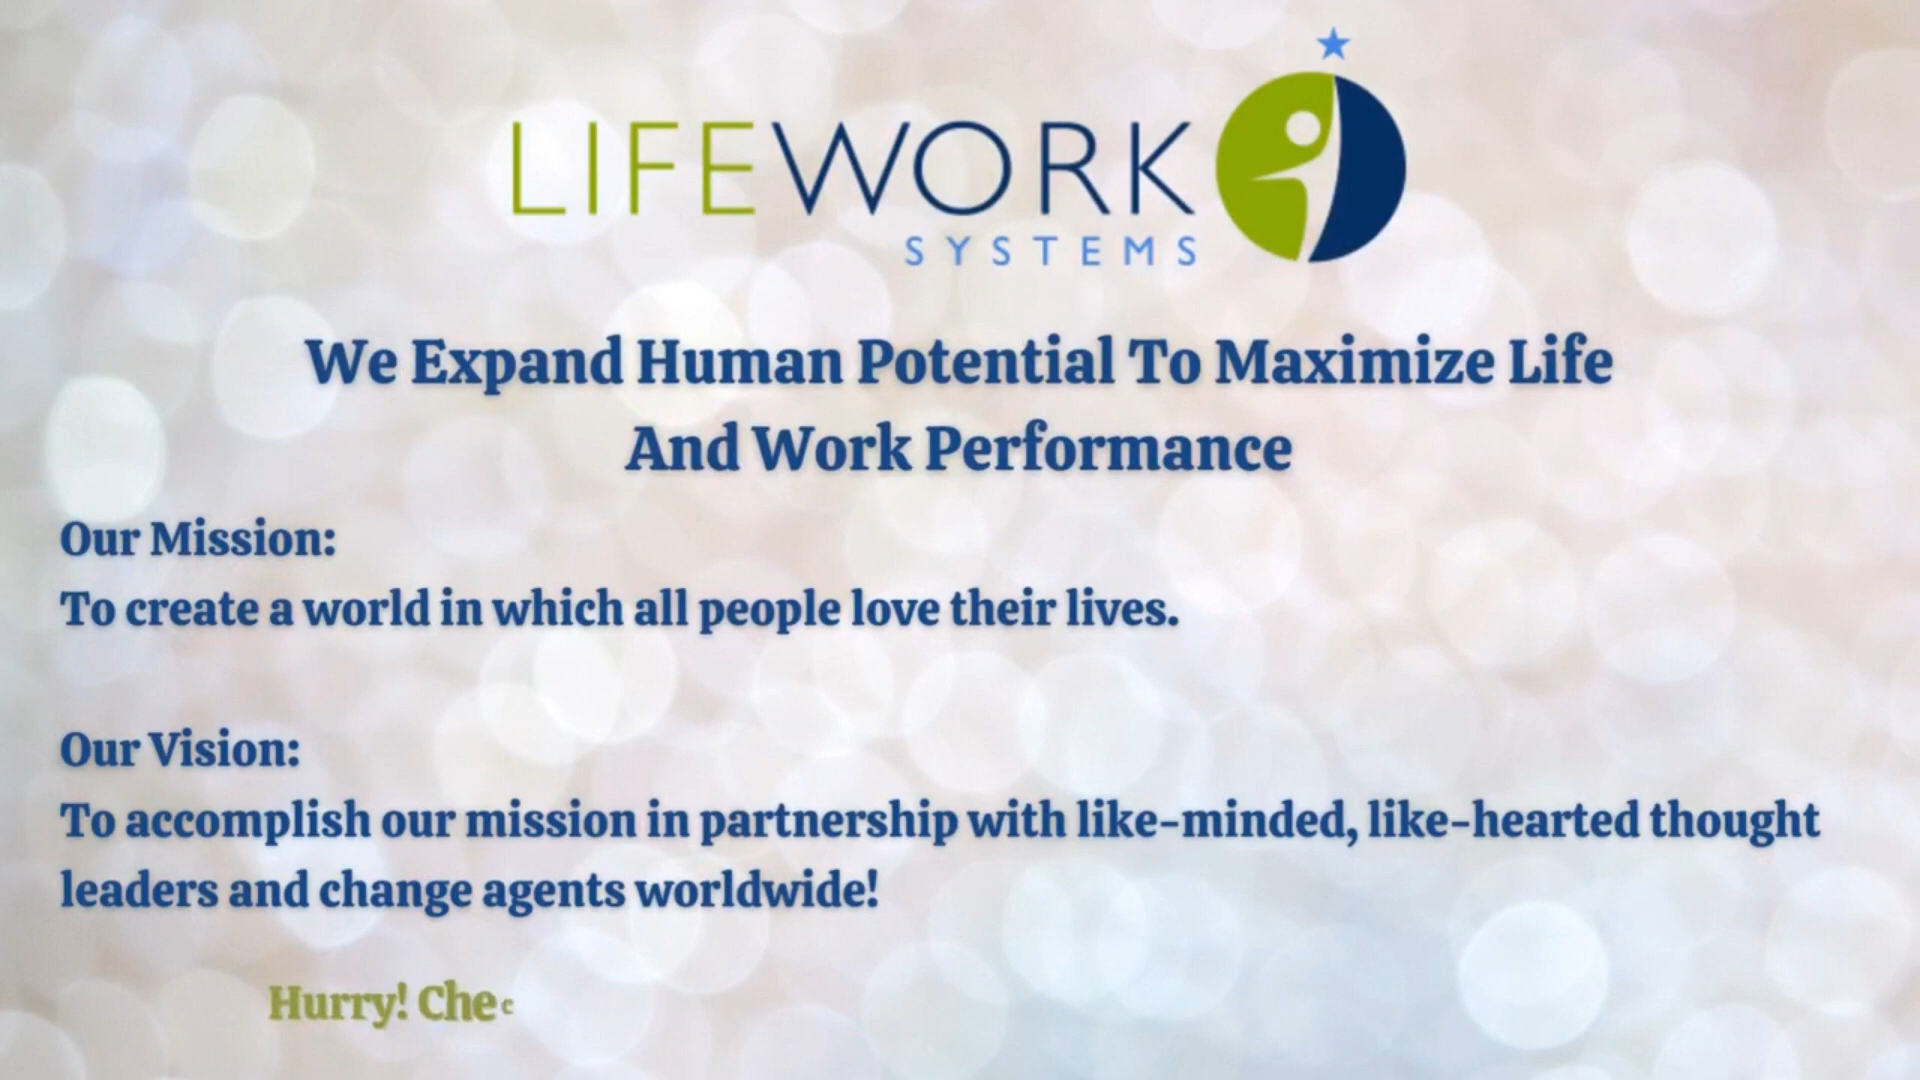 LIFEWORK
SYSTEMS
We Expand Human Potential To Maximize Life
And Work Performance
Our Mission:
To create a world in which all people love their lives.
Our Vision:
To accomplish our mission in partnership with like-minded, like-hearted thought
leaders and change agents worldwide!
Hurry! Chec